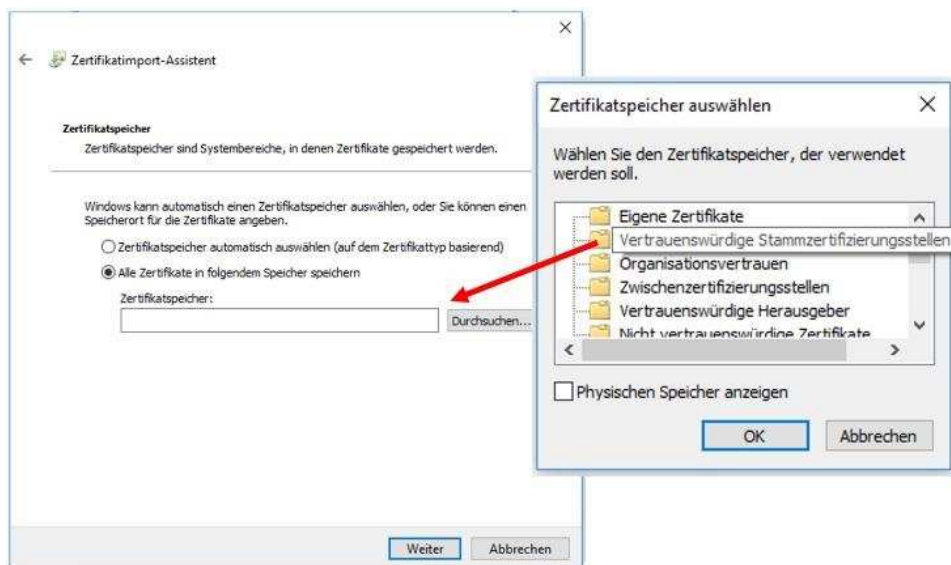 Zertifikatimport-Assistent
Zertifikatspeicher
Zertifikatspeicher sind Systembereiche, in denen Zertifikate gespeichert werden.
Windows kann automatisch einen Zertifikatspeicher auswählen, oder Sie können einen
Speicherort für die Zertifikate angeben.
Zertifikatspeicher automatisch auswählen (auf dem Zertifikattyp basierend)
Alle Zertifikate in folgendem Speicher speichern
Zertifikatspeicher:
Durchsuchen...
Weiter
Abbrechen
Zertifikatspeicher auswählen
Wählen Sie den Zertifikatspeicher, der verwendet
werden soll.
Eigene Zertifikate
Vertrauenswürdige Stammzertifizierungsstellen
Organisationsvertrauen
Zwischenzertifizierungsstellen
Vertrauenswürdige Herausgeber
Nicht vertrauenswürdige Zertifikate
Physischen Speicher anzeigen
OK
Abbrechen